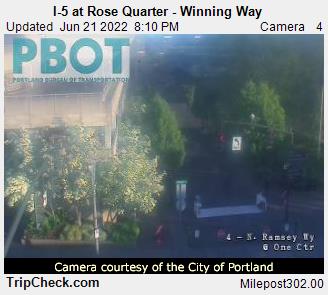 I-5 at Rose Quarter - Winning Way
Updated Jun 21 2022 8:10 PM Camera 4
PBOT
PORTLAND BUREAU OF TRANSPORTATION
4 - N. Ramsey Wy
@ One Ctr
Camera courtesy of the City of Portland
TripCheck.com Milepost302.00